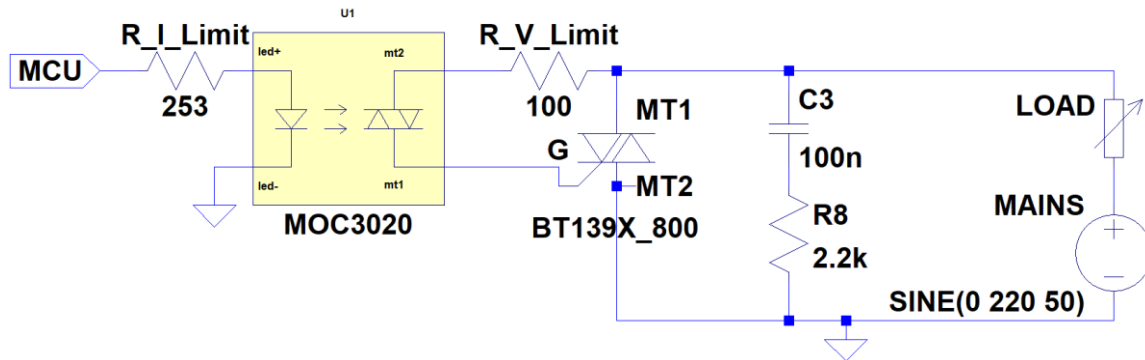 U1
R_I_Limit
led+
mt2
R_V_Limit
MCU
253
100
MT1
C3
LOAD
G
100n
led-
mt1
MT2
MOC3020
BT139X_800
R8
MAINS
2.2k
SINE(0 220 50)